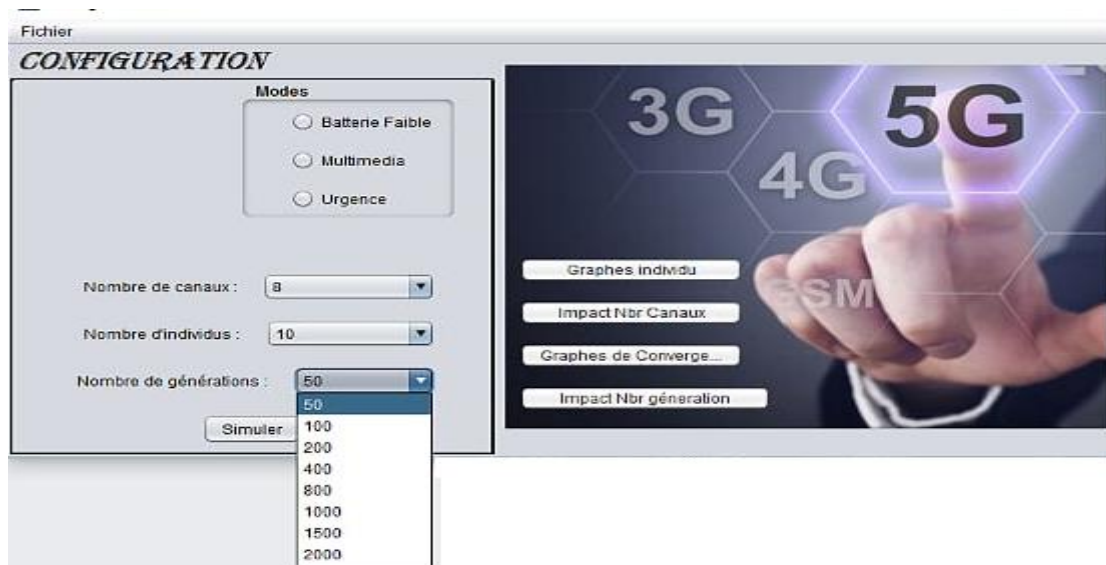 Fichier
CONFIGURATION
Modes
Batterie Faible
Multimedia
Urgence
Nombre de canaux : 8
Nombre d'individus : 10
Nombre de générations : 50
50
100
200
400
800
1000
1500
2000
Simuler
3G
5G
4G
GSM
Graphes individu
Impact Nbr Canaux
Graphes de Converge...
Impact Nbr géneration